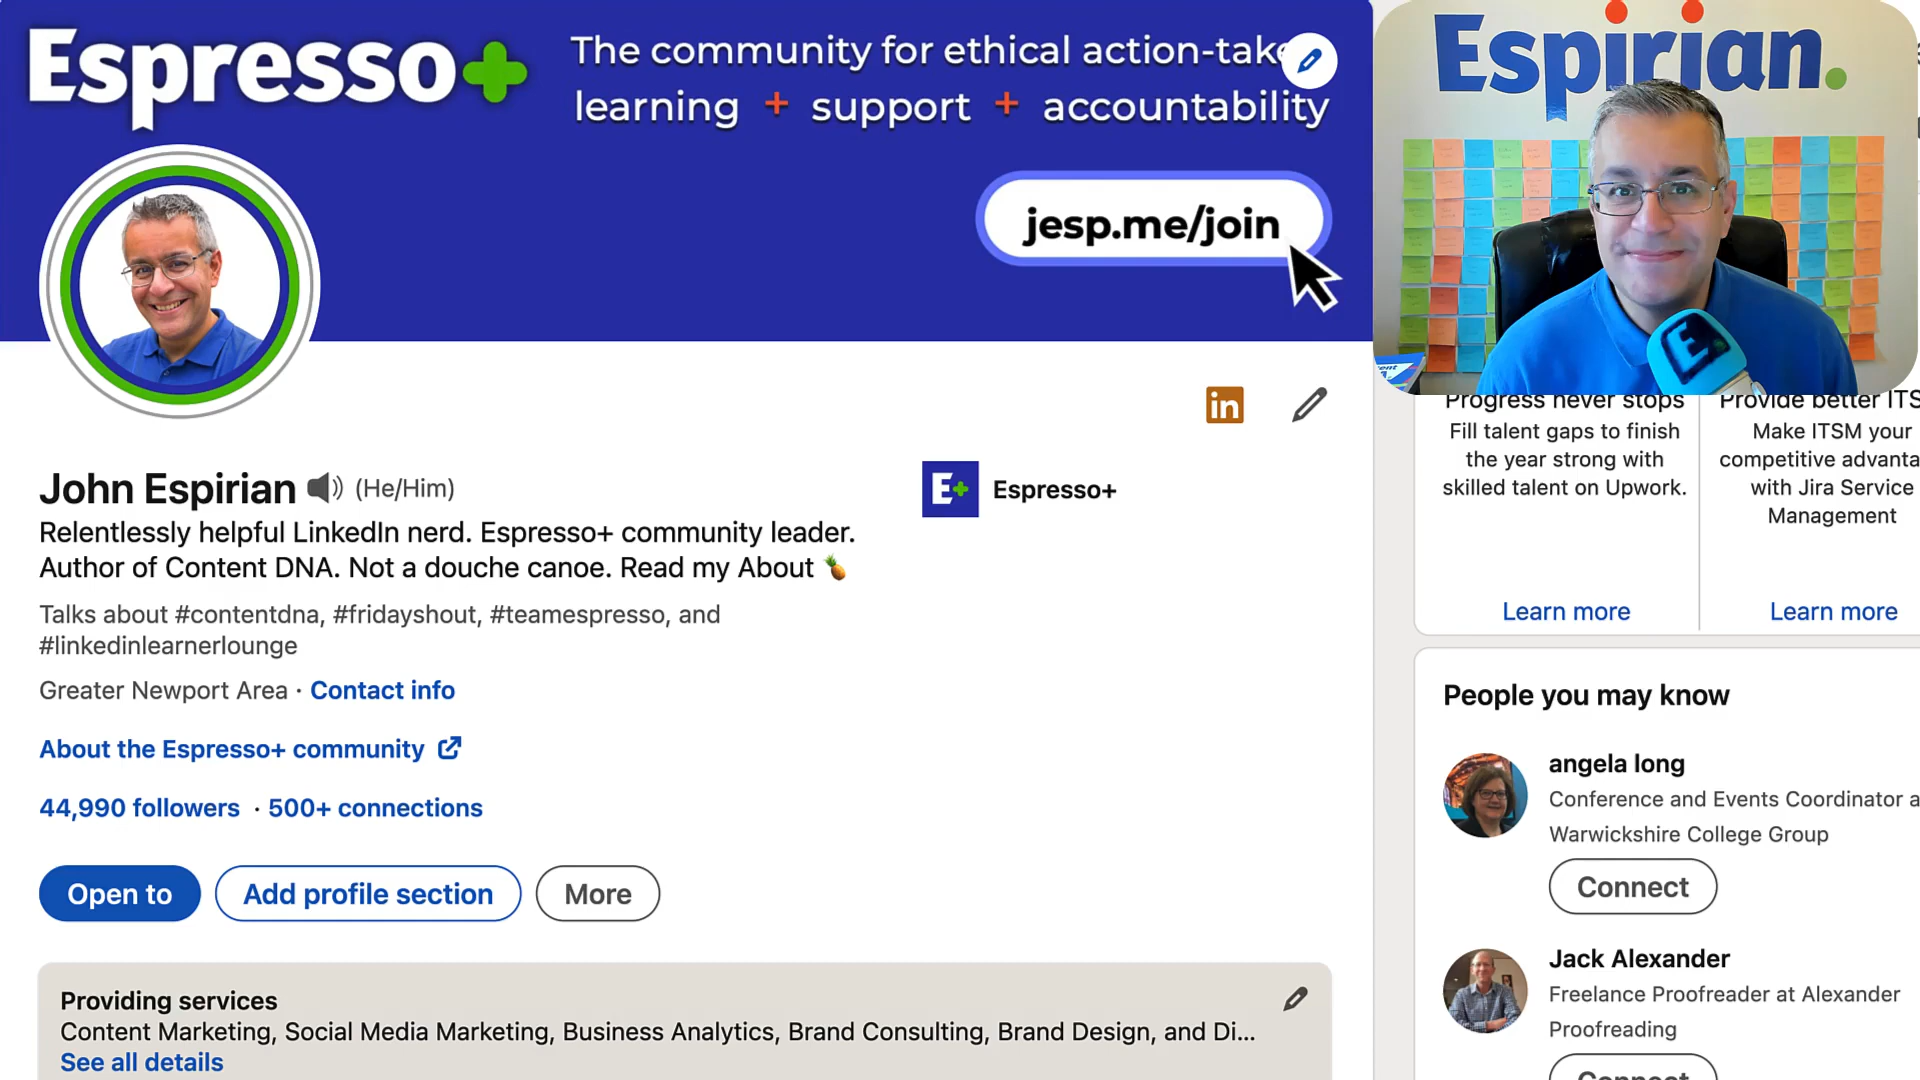 Espresso+
The community for ethical action-take
learning + support + accountability
jesp.me/join
Espirian.
E.
in
John Espirian (He/Him)
Relentlessly helpful LinkedIn nerd. Espresso+ community leader.
Author of Content DNA. Not a douche canoe. Read my About 🍍
Talks about #contentdna, #fridayshout, #teamespresso, and
#linkedinlearnerlounge
Greater Newport Area · Contact info
About the Espresso+ community
44,990 followers · 500+ connections
Open to
Add profile section
More
E+ Espresso+
Providing services
Content Marketing, Social Media Marketing, Business Analytics, Brand Consulting, Brand Design, and Di...
See all details
Progress never stops
Fill talent gaps to finish
the year strong with
skilled talent on Upwork.
Learn more
Provide better ITS
Make ITSM your
competitive advanta
with Jira Service
Management
Learn more
People you may know
angela long
Conference and Events Coordinator a
Warwickshire College Group
Connect
Jack Alexander
Freelance Proofreader at Alexander
Proofreading
Connect